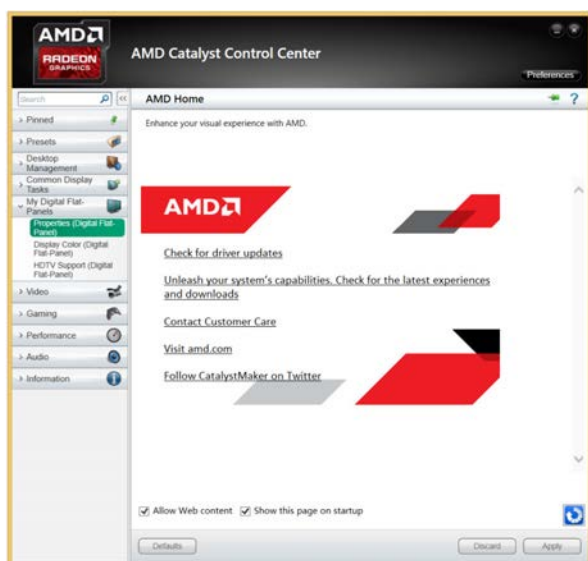 AMD
RADEON
GRAPHICS
AMD Catalyst Control Center
Preferences
Search
AMD Home
Enhance your visual experience with AMD.
Pinned
Presets
Desktop
Management
Common Display
Tasks
My Digital Flat-
Panels
Properties (Digital Flat-
Panel)
Display Color (Digital
Flat-Panel)
HDTV Support (Digital
Flat-Panel)
Video
Gaming
Performance
Audio
Information
AMD
Check for driver updates
Unleash your system's capabilities. Check for the latest experiences
and downloads
Contact Customer Care
Visit amd.com
Follow CatalystMaker on Twitter
Allow Web content
Show this page on startup
Defaults
Discard
Apply